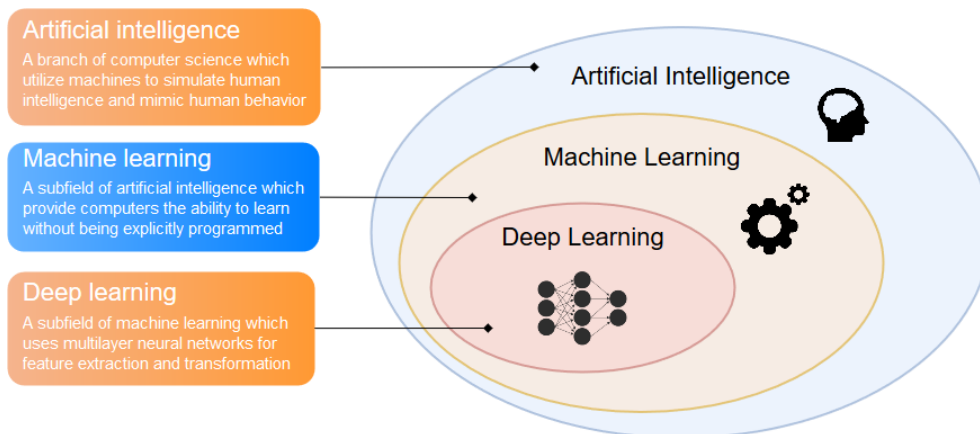 Artificial intelligence
A branch of computer science which
utilize machines to simulate human
intelligence and mimic human behavior
Machine learning
A subfield of artificial intelligence which
provide computers the ability to learn
without being explicitly programmed
Deep learning
A subfield of machine learning which
uses multilayer neural networks for
feature extraction and transformation
Artificial Intelligence
Machine Learning
Deep Learning